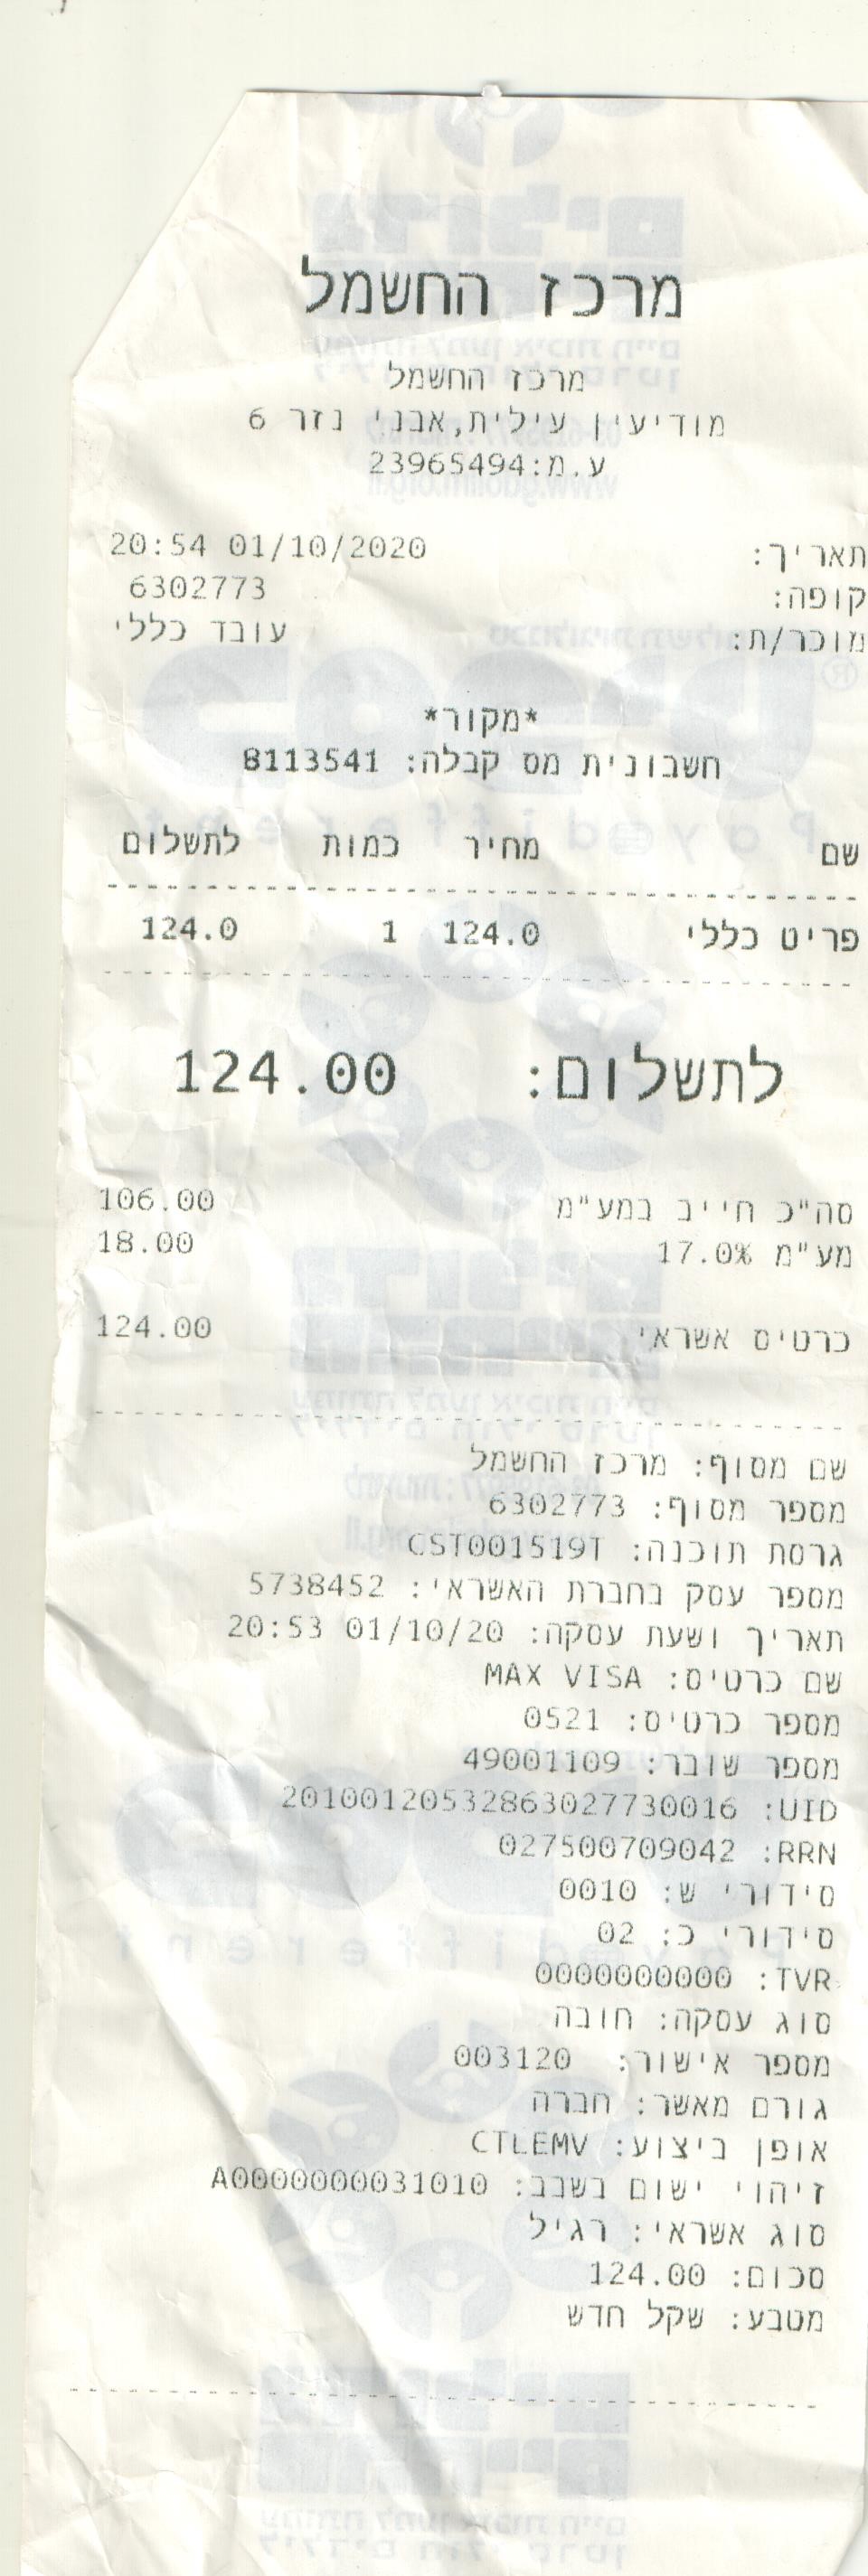 מרכז החשמל
מרכז החשמל
מודיעין עילית,אבני נזר 6
ע.מ:23965494
תאריך: 20:54 01/10/2020
קופה: 6302773
מוכר/ת: עובד כללי
*מקור*
חשבונית מס קבלה: 8113541
שם מחיר כמות לתשלום
פריט כללי 124.0 1 124.0
לתשלום: 124.00
סה"כ חייב במע"מ 106.00
מע"מ 17.0% 18.00
כרטיס אשראי 124.00
שם מסוף: מרכז החשמל
מספר מסוף: 6302773
גרסת תוכנה: CST001519T
מספר עסק בחברת האשראי: 5738452
תאריך ושעת עסקה: 20:53 01/10/20
שם כרטיס: MAX VISA
מספר כרטיס: 0521
מספר שובר: 49001109
UID: 20100120532863027730016
RRN: 027500709042
סידורי ש: 0010
סידורי כ: 02
TVR: 0000000000
סוג עסקה: חובה
מספר אישור: 003120
גורם מאשר: חברה
אופן ביצוע: CTLEMV
זיהוי ישום בשבב: A0000000031010
סוג אשראי: רגיל
סכום: 124.00
מטבע: שקל חדש